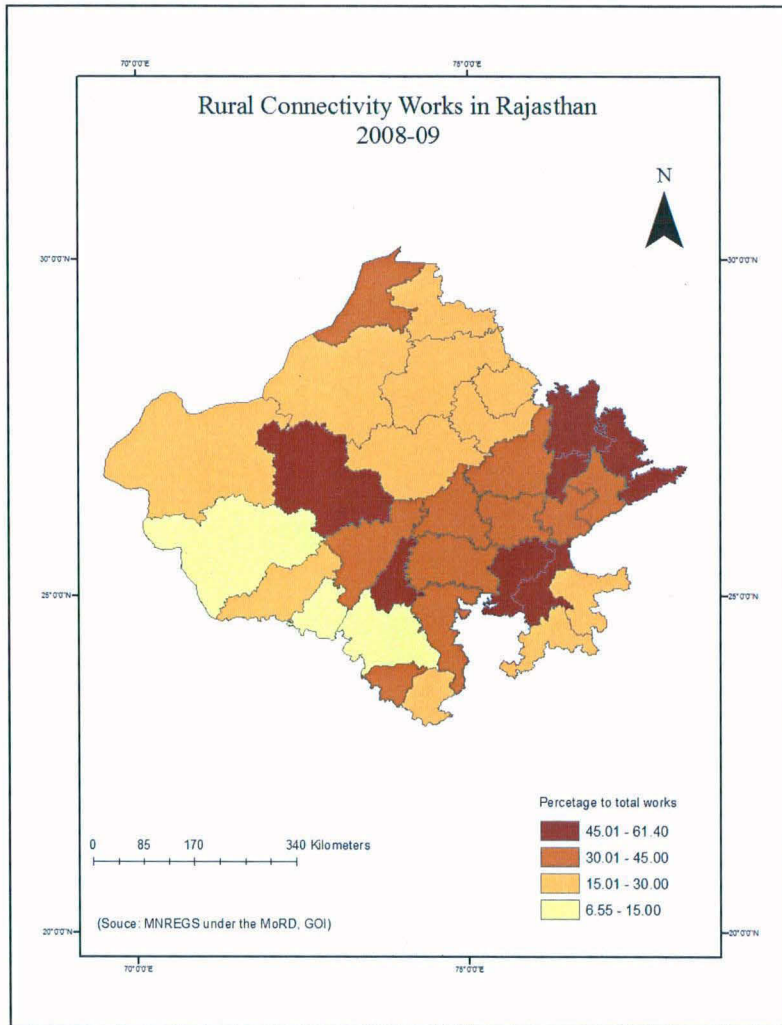 70°0'0"E 75°0'0"E
Rural Connectivity Works in Rajasthan
2008-09
N
30°0'0"N 30°0'0"N
25°0'0"N 25°0'0"N
Percetage to total works
45.01 - 61.40
30.01 - 45.00
15.01 - 30.00
6.55 - 15.00
0 85 170 340 Kilometers
(Souce: MNREGS under the MoRD, GOI)
20°0'0"N 20°0'0"N
70°0'0"E 75°0'0"E